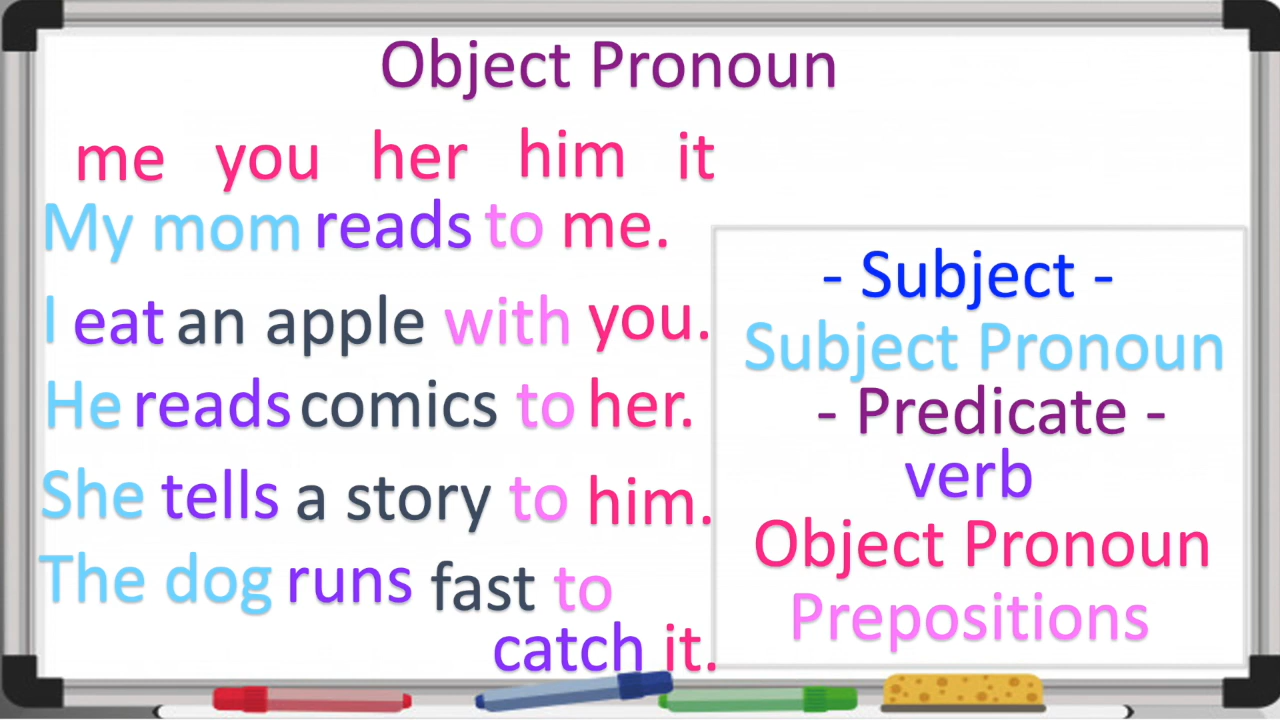 Object Pronoun
me you her him it
My mom reads to me.
I eat an apple with you.
He reads comics to her.
She tells a story to him.
The dog runs fast to
catch it.
- Subject -
Subject Pronoun
- Predicate -
verb
Object Pronoun
Prepositions